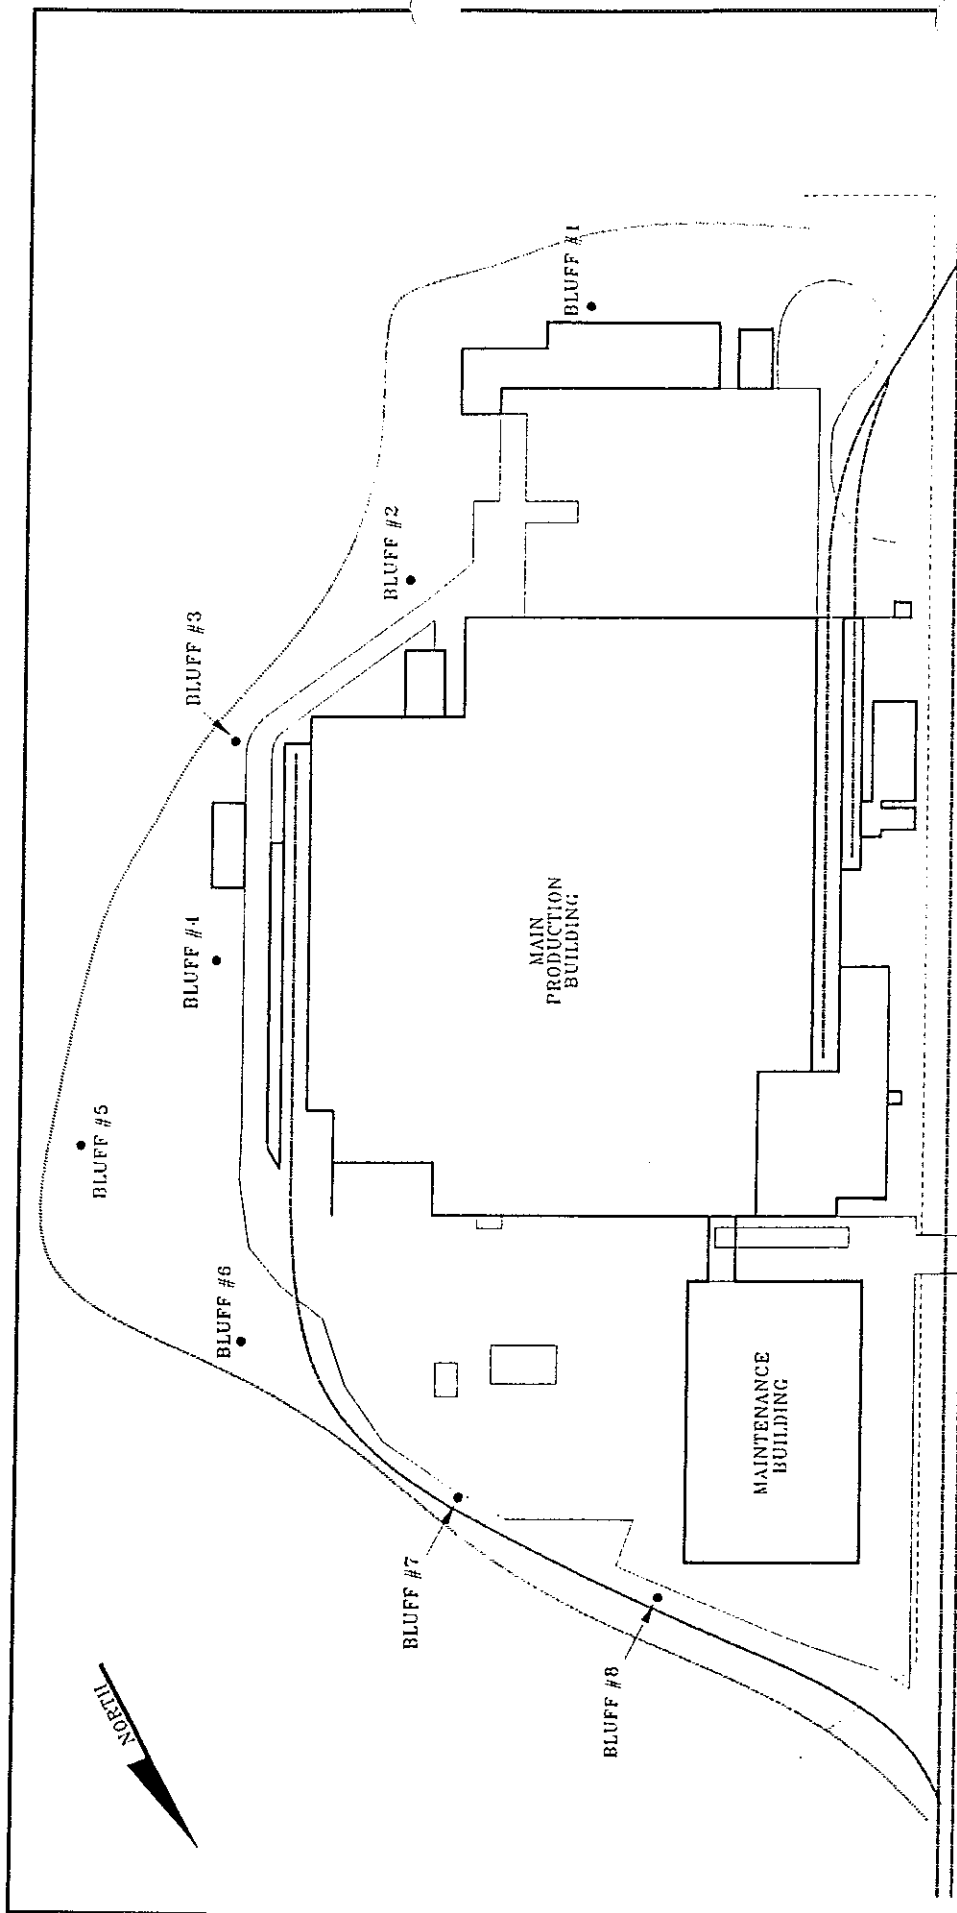 BLUFF #1
BLUFF #2
BLUFF #3
BLUFF #4
BLUFF #5
BLUFF #6
BLUFF #7
BLUFF #8
MAIN
PRODUCTION
BUILDING
MAINTENANCE
BUILDING
NORTH